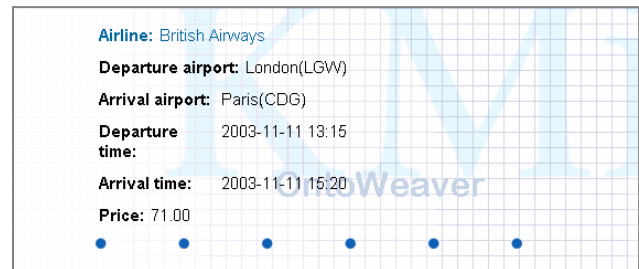 Airline: British Airways
Departure airport: London(LGW)
Arrival airport: Paris(CDG)
Departure time: 2003-11-11 13:15
Arrival time: 2003-11-11 15:20
OntoWeaver
Price: 71.00
KMi